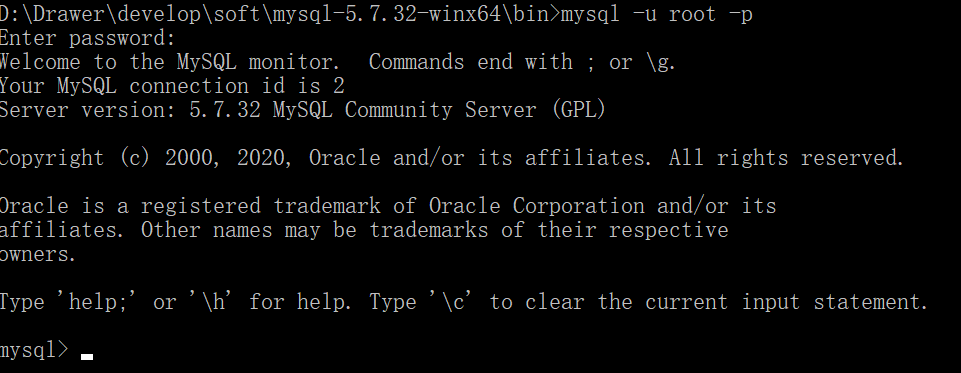 D:\Drawer\develop\soft\mysql-5.7.32-winx64\bin>mysql -u root -p
Enter password:
Welcome to the MySQL monitor.  Commands end with ; or \g.
Your MySQL connection id is 2
Server version: 5.7.32 MySQL Community Server (GPL)

Copyright (c) 2000, 2020, Oracle and/or its affiliates. All rights reserved.

Oracle is a registered trademark of Oracle Corporation and/or its
affiliates. Other names may be trademarks of their respective
owners.

Type 'help;' or '\h' for help. Type '\c' to clear the current input statement.

mysql>